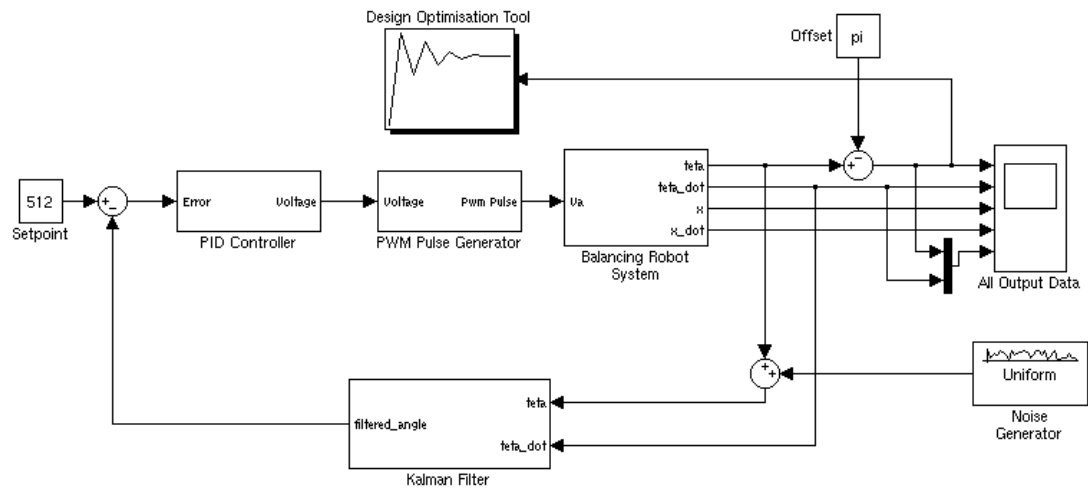 Design Optimisation Tool
Offset
pi
teta
teta_dot
x
x_dot
512
+
-
Setpoint
Error
Voltage
PID Controller
Voltage
Pwm Pulse
PWM Pulse Generator
Va
Balancing Robot
System
+
-
All Output Data
+
+
Uniform
Noise
Generator
teta
filtered_angle
teta_dot
Kalman Filter